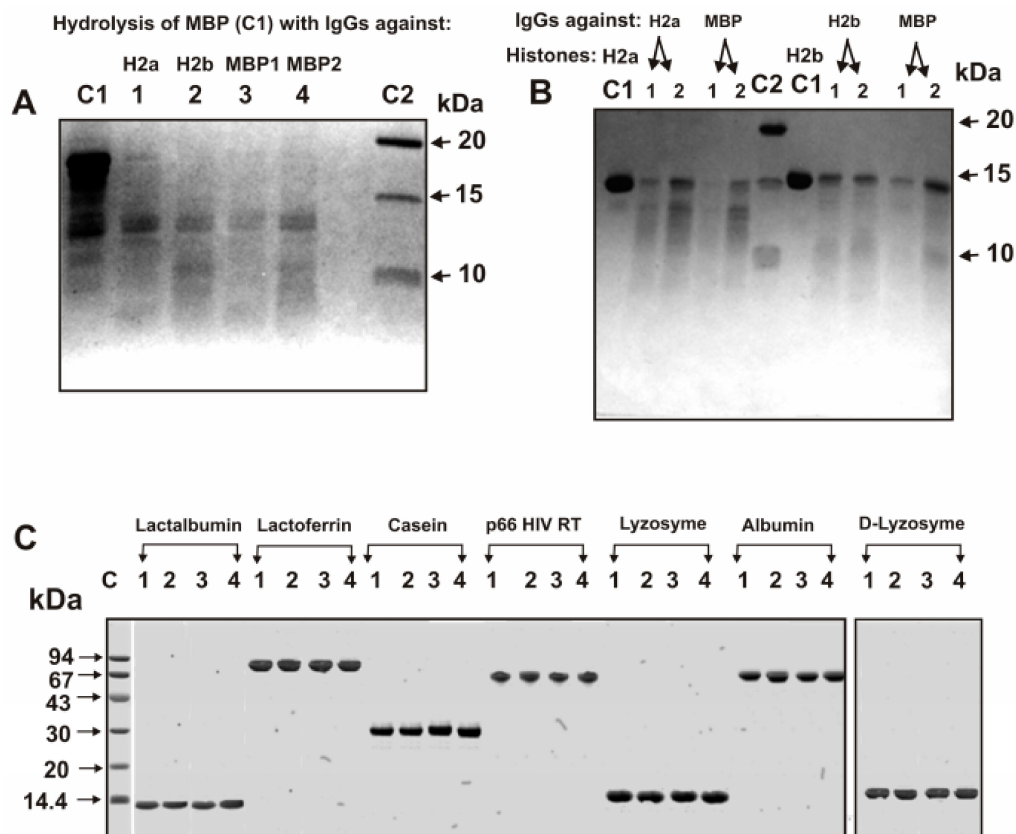 Hydrolysis of MBP (C1) with IgGs against:
H2a H2b MBP1 MBP2
A C1 1 2 3 4 C2 kDa
20
15
10
IgGs against: H2a MBP H2b MBP
Histones: H2a H2b
B C1 1 2 1 2 C2 C1 1 2 1 2 kDa
20
15
10
C Lactalbumin Lactoferrin Casein p66 HIV RT Lyzosyme Albumin D-Lyzosyme
C 1 2 3 4 1 2 3 4 1 2 3 4 1 2 3 4 1 2 3 4 1 2 3 4 1 2 3 4
kDa
94
67
43
30
20
14.4